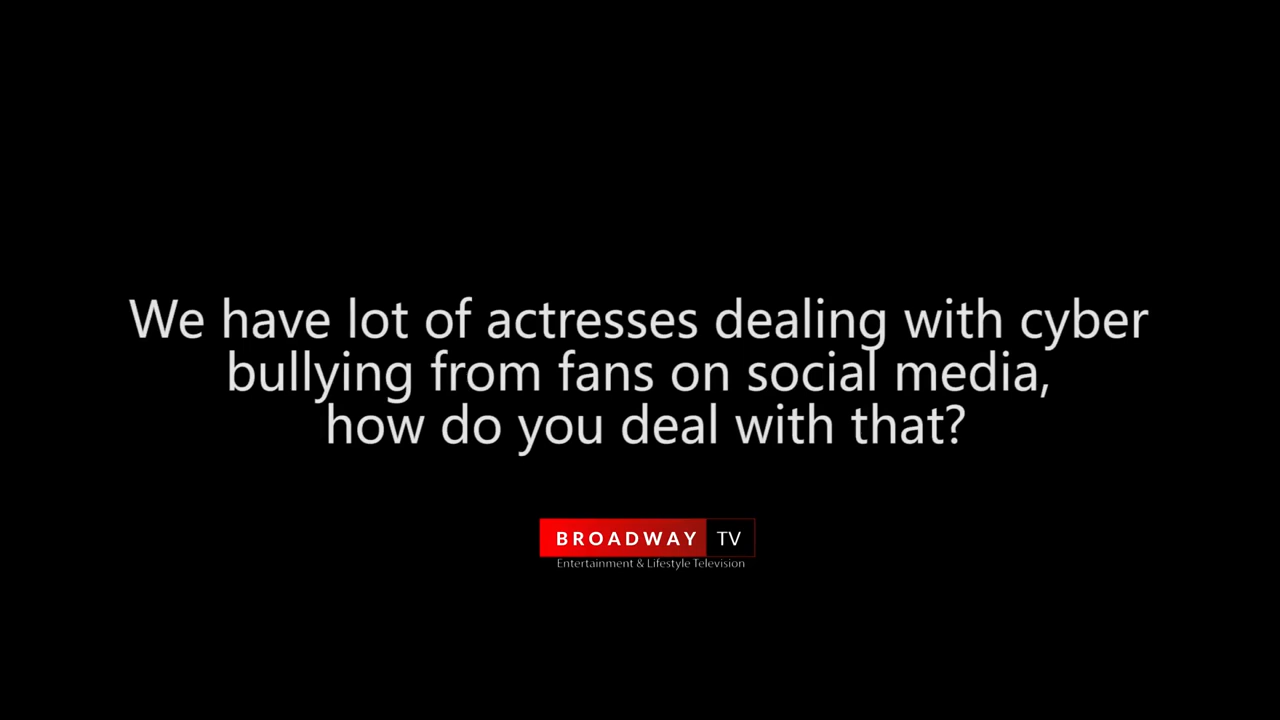 We have lot of actresses dealing with cyber
bullying from fans on social media,
how do you deal with that?
BROADWAY TV
Entertainment & Lifestyle Television